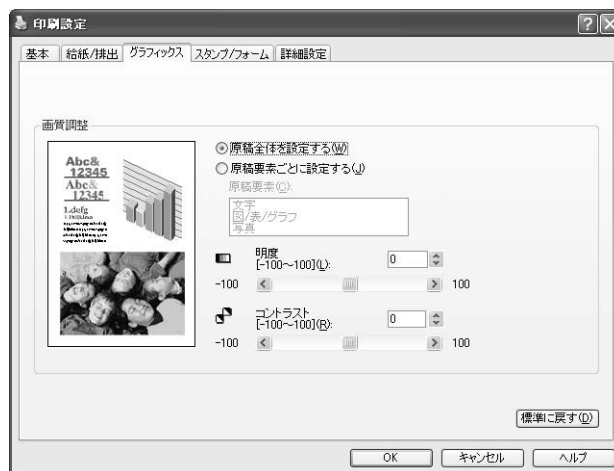 印刷設定
基本 給紙/排出 グラフィックス スタンプ/フォーム 詳細設定
画質調整
Abc&
12345
Abc&
12345
1.defg
原稿全体を設定する(W)
原稿要素ごとに設定する(J)
原稿要素(C):
文字
図/表/グラフ
写真
明度
[-100～100](L):
0
-100 100
コントラスト
[-100～100](R):
0
-100 100
標準に戻す(D)
OK キャンセル ヘルプ